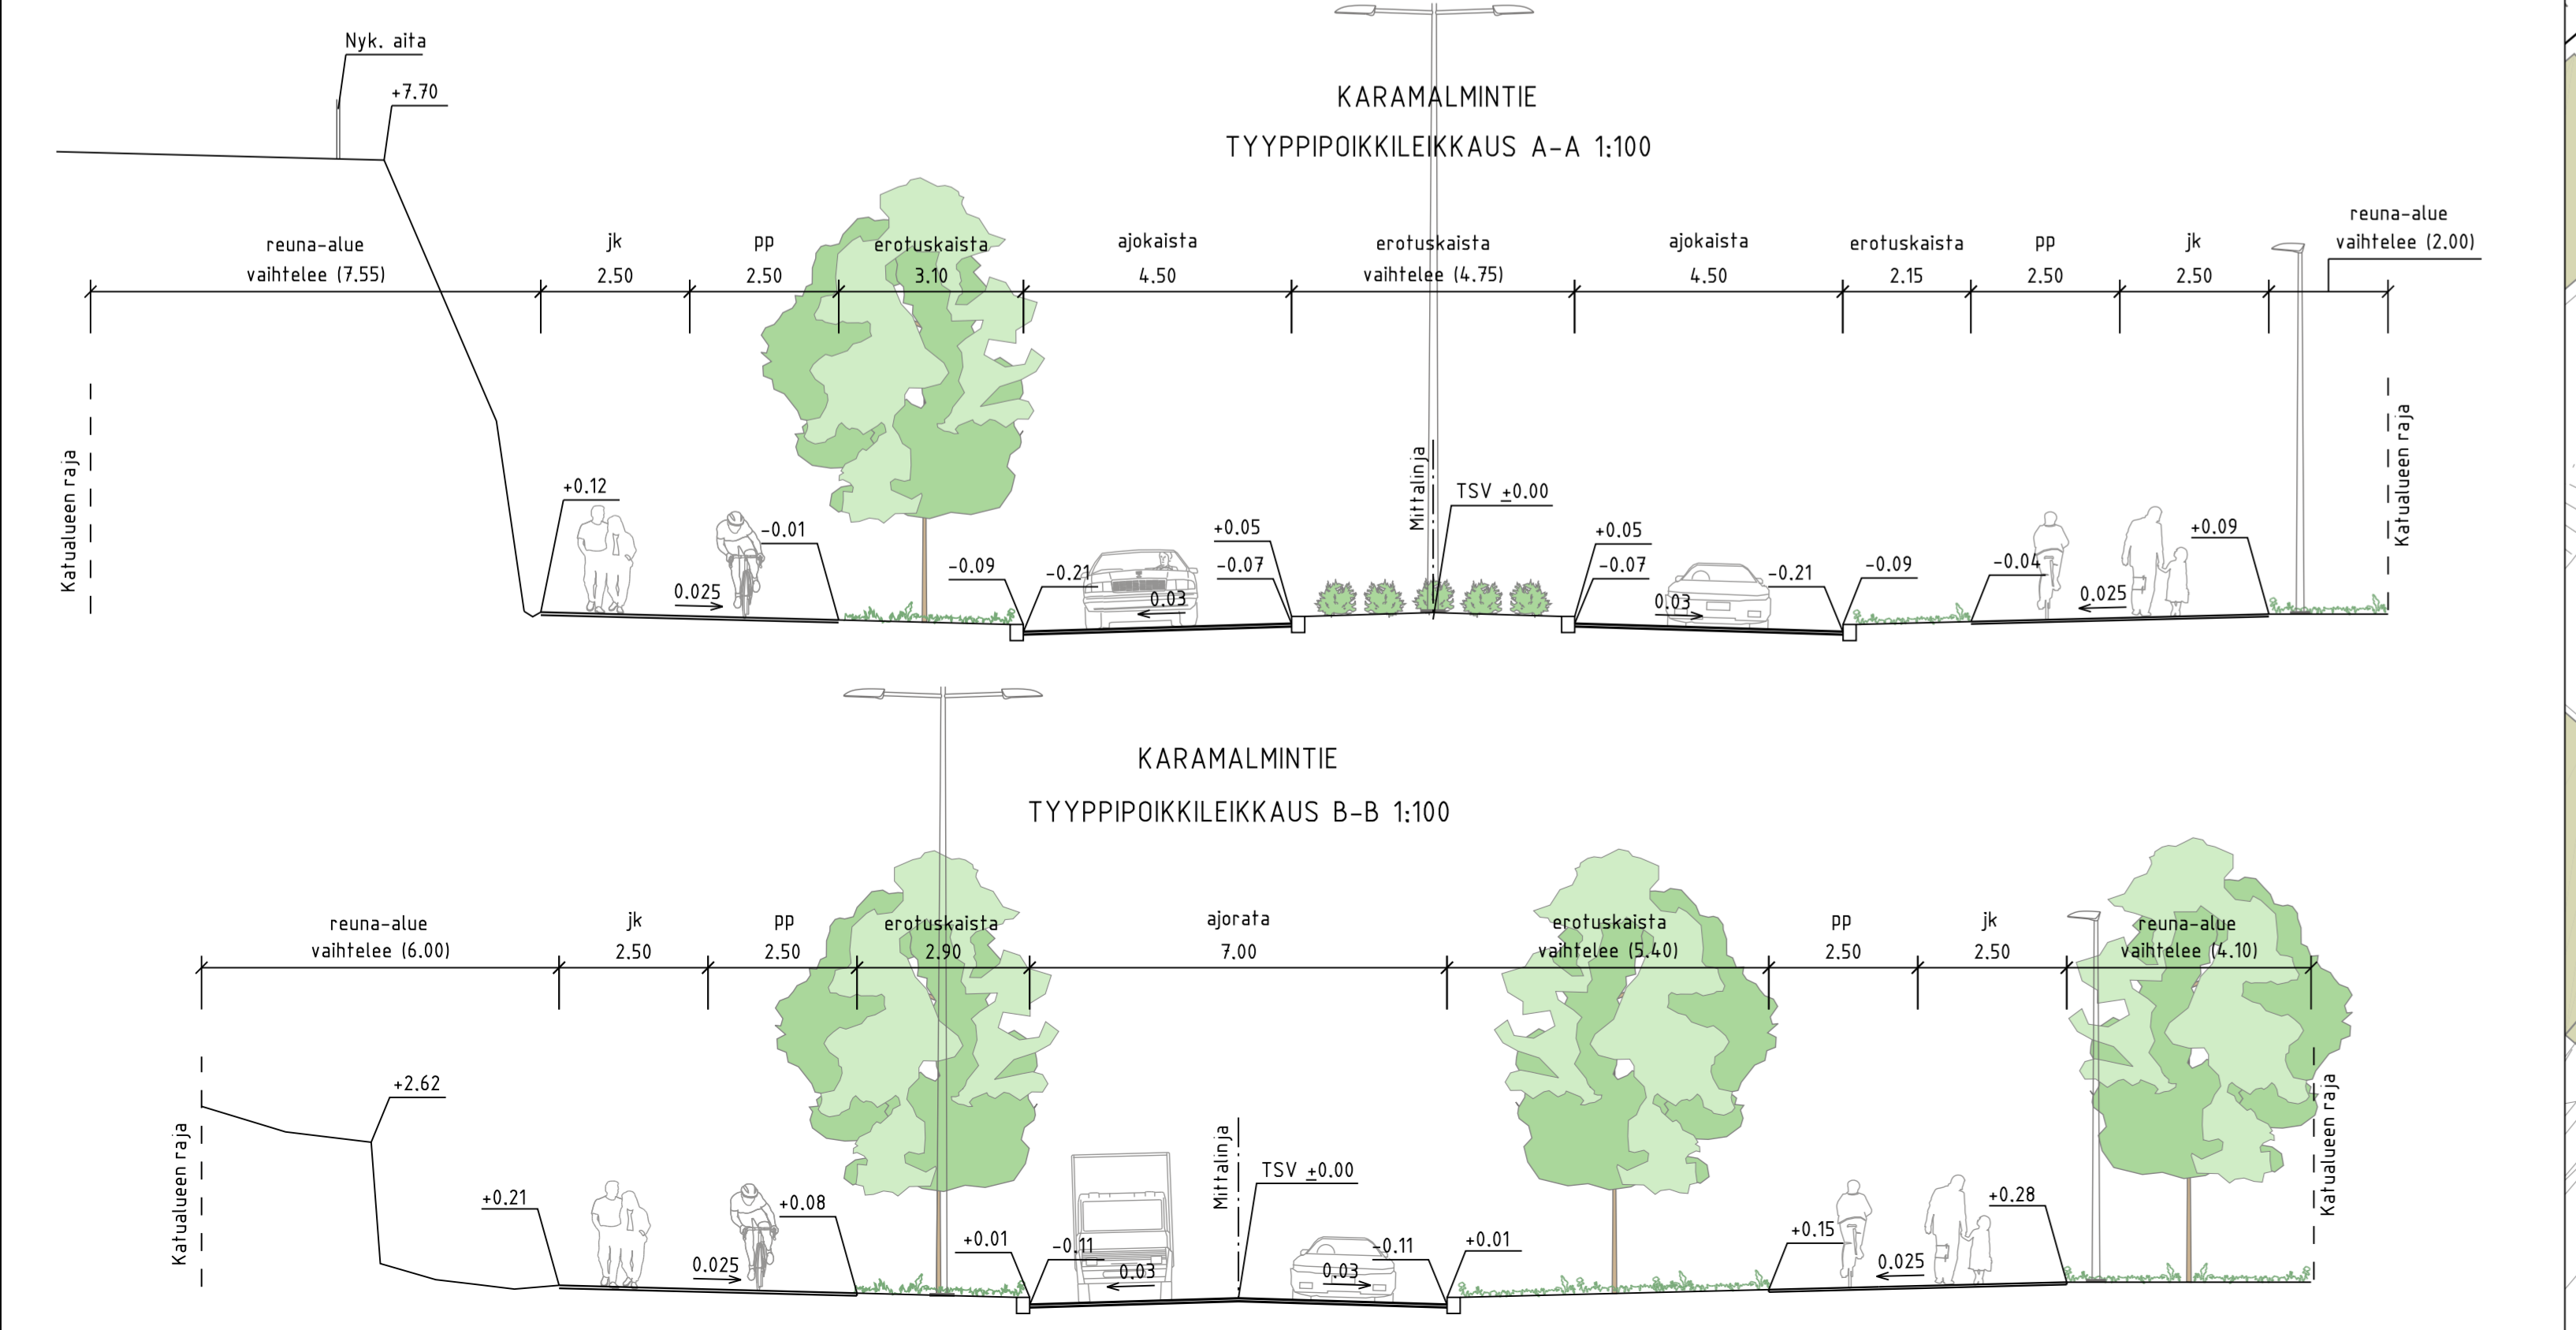 Nyk. aita
+7.70
KARAMALMINTIE
TYYPPIPOIKKILEIKKAUS A-A 1:100
reuna-alue
vaihtelee (7.55)
jk
2.50
pp
2.50
erotuskaista
3.10
ajokaista
4.50
erotuskaista
vaihtelee (4.75)
ajokaista
4.50
erotuskaista
2.15
pp
2.50
jk
2.50
reuna-alue
vaihtelee (2.00)
Katualueen raja
+0.12
0.025
-0.01
-0.09
-0.21
0.03
+0.05
-0.07
Mittalinja
TSV ±0.00
+0.05
-0.07
0.03
-0.21
-0.09
-0.04
0.025
+0.09
Katualueen raja
KARAMALMINTIE
TYYPPIPOIKKILEIKKAUS B-B 1:100
reuna-alue
vaihtelee (6.00)
jk
2.50
pp
2.50
erotuskaista
2.90
ajorata
7.00
erotuskaista
vaihtelee (5.40)
pp
2.50
jk
2.50
reuna-alue
vaihtelee (4.10)
Katualueen raja
+2.62
+0.21
0.025
+0.08
+0.01
-0.11
0.03
Mittalinja
TSV ±0.00
0.03
-0.11
+0.01
+0.15
0.025
+0.28
Katualueen raja